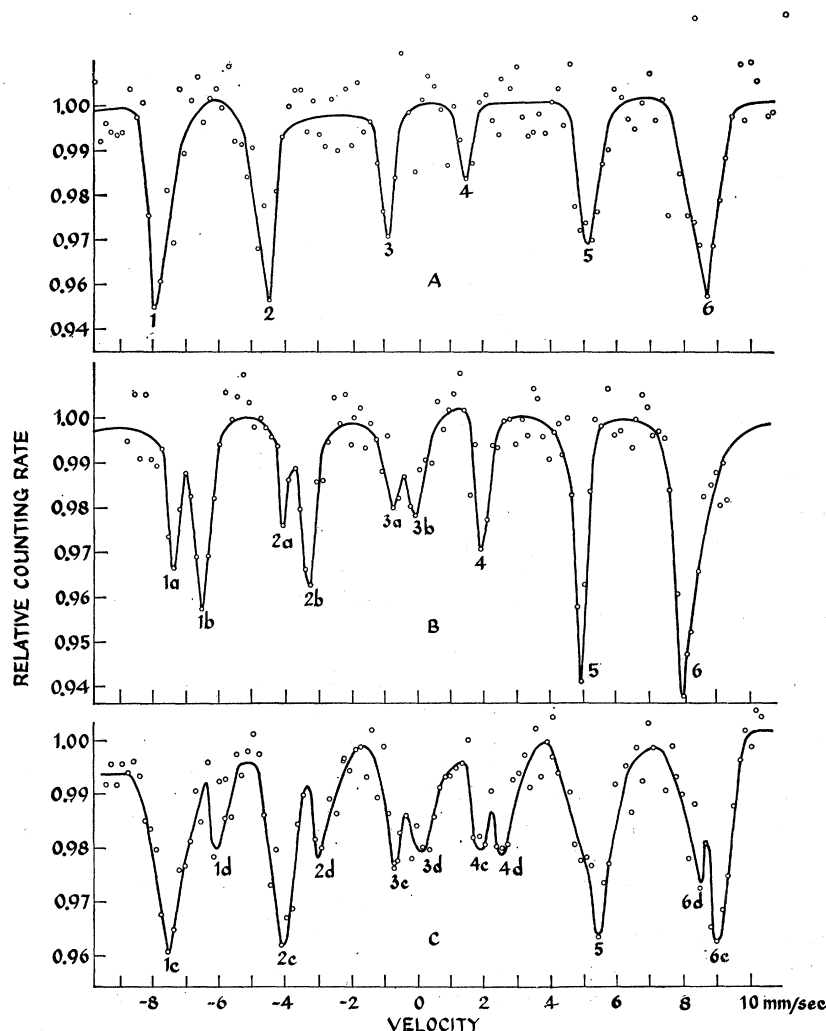 1.00
0.99
0.98
0.97
0.96
0.94
1
2
3
4
5
6
A
RELATIVE COUNTING RATE
1.00
0.99
0.98
0.97
0.96
0.95
0.94
1a
1b
2a
2b
3a
3b
4
5
6
B
1.00
0.99
0.98
0.97
0.96
1c
1d
2c
2d
3c
3d
4c
4d
5
6d
6c
C
-8 -6 -4 -2 0 2 4 6 8 10 mm/sec
VELOCITY